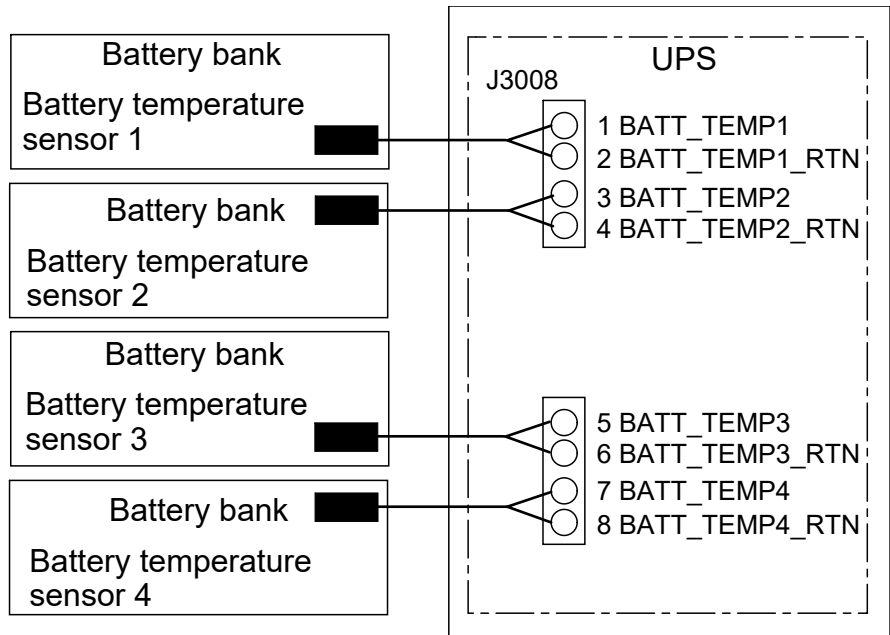 Battery bank
Battery temperature
sensor 1
Battery bank
Battery temperature
sensor 2
Battery bank
Battery temperature
sensor 3
Battery bank
Battery temperature
sensor 4
UPS
J3008
1 BATT_TEMP1
2 BATT_TEMP1_RTN
3 BATT_TEMP2
4 BATT_TEMP2_RTN
5 BATT_TEMP3
6 BATT_TEMP3_RTN
7 BATT_TEMP4
8 BATT_TEMP4_RTN